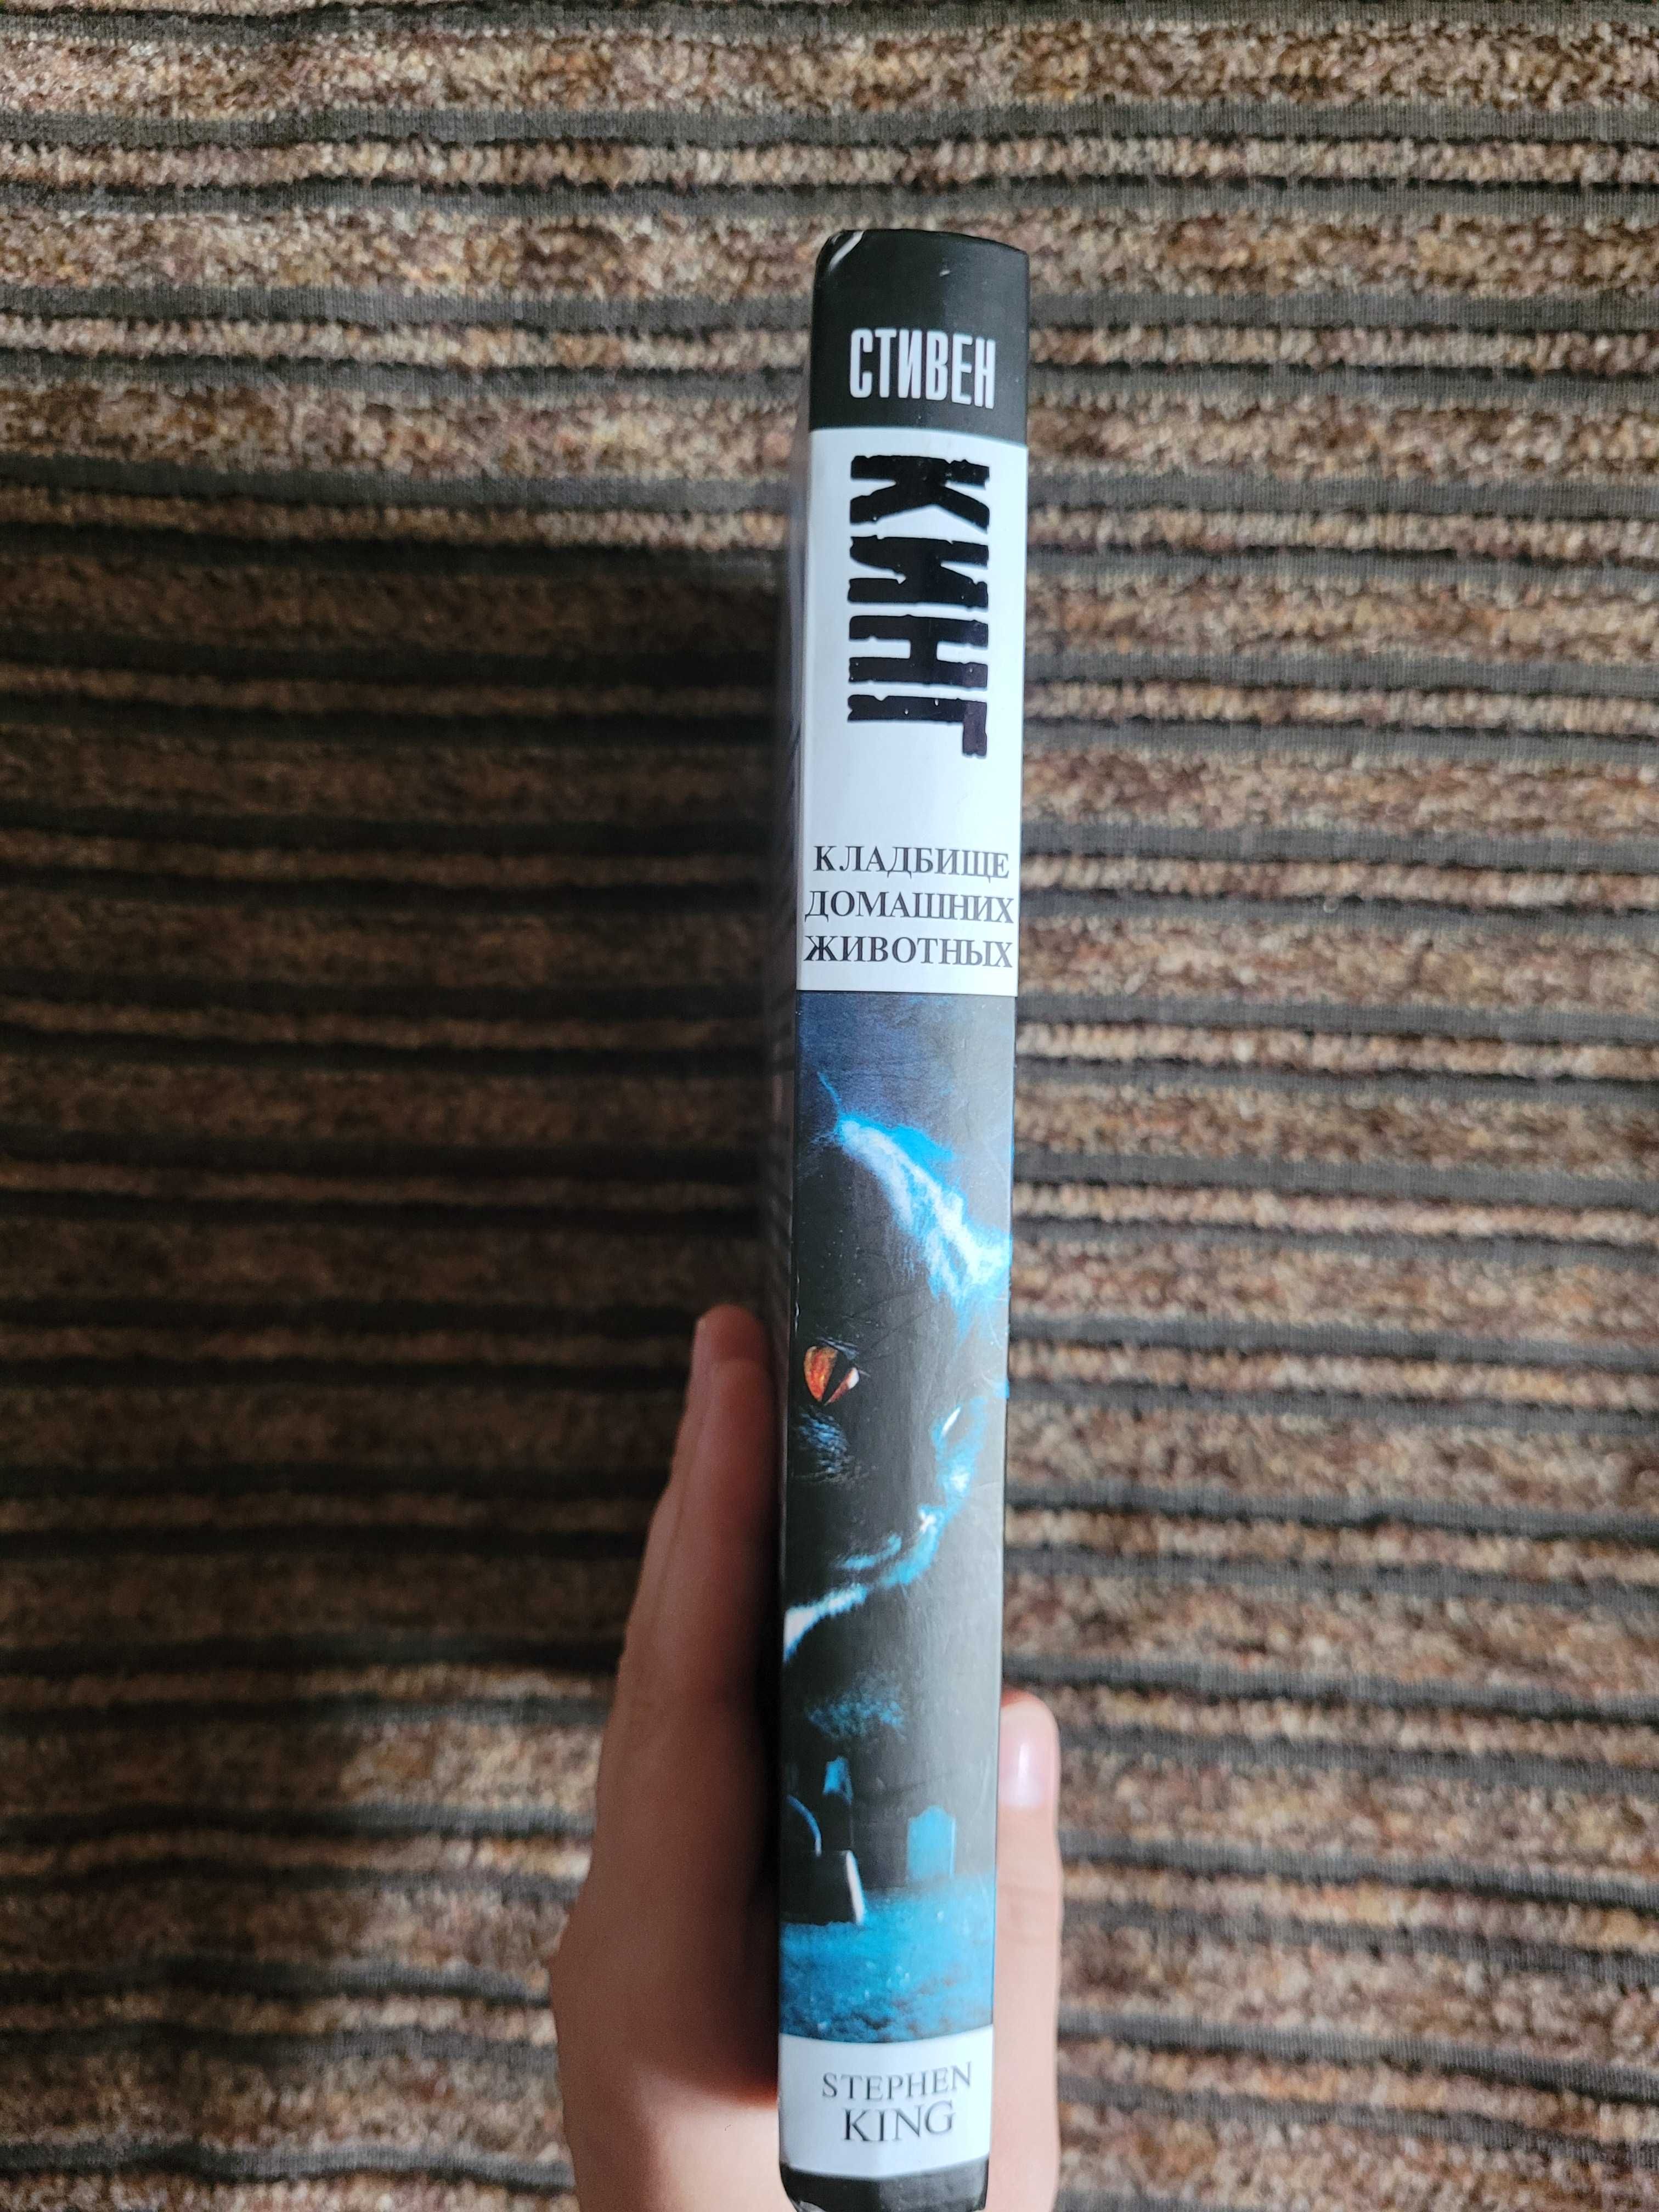 СТИВЕН
КИНГ
КЛАДБИЩЕ
ДОМАШНИХ
ЖИВОТНЫХ
STEPHEN
KING